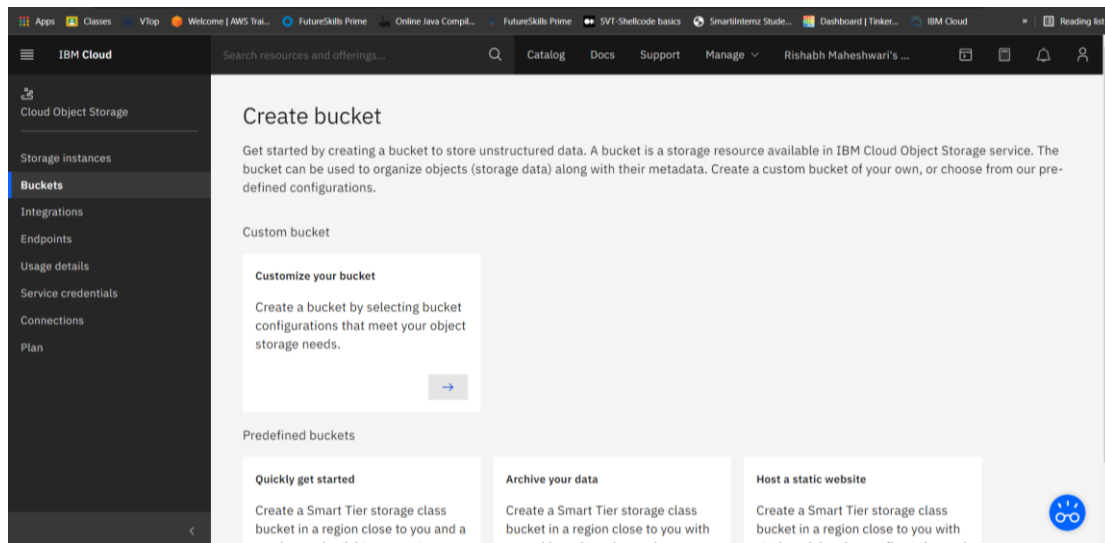 Apps Classes VTop Welcome | AWS Trai... FutureSkills Prime Online Java Compil... FutureSkills Prime SVT-Shellcode basics SmartInternz Stude... Dashboard | Tinker... IBM Cloud » Reading list
IBM Cloud Search resources and offerings... Catalog Docs Support Manage Rishabh Maheshwari's ...
Cloud Object Storage
Storage instances
Buckets
Integrations
Endpoints
Usage details
Service credentials
Connections
Plan
Create bucket
Get started by creating a bucket to store unstructured data. A bucket is a storage resource available in IBM Cloud Object Storage service. The
bucket can be used to organize objects (storage data) along with their metadata. Create a custom bucket of your own, or choose from our pre-
defined configurations.
Custom bucket
Customize your bucket
Create a bucket by selecting bucket
configurations that meet your object
storage needs.
Predefined buckets
Quickly get started
Create a Smart Tier storage class
bucket in a region close to you and a
Archive your data
Create a Smart Tier storage class
bucket in a region close to you with
Host a static website
Create a Smart Tier storage class
bucket in a region close to you with